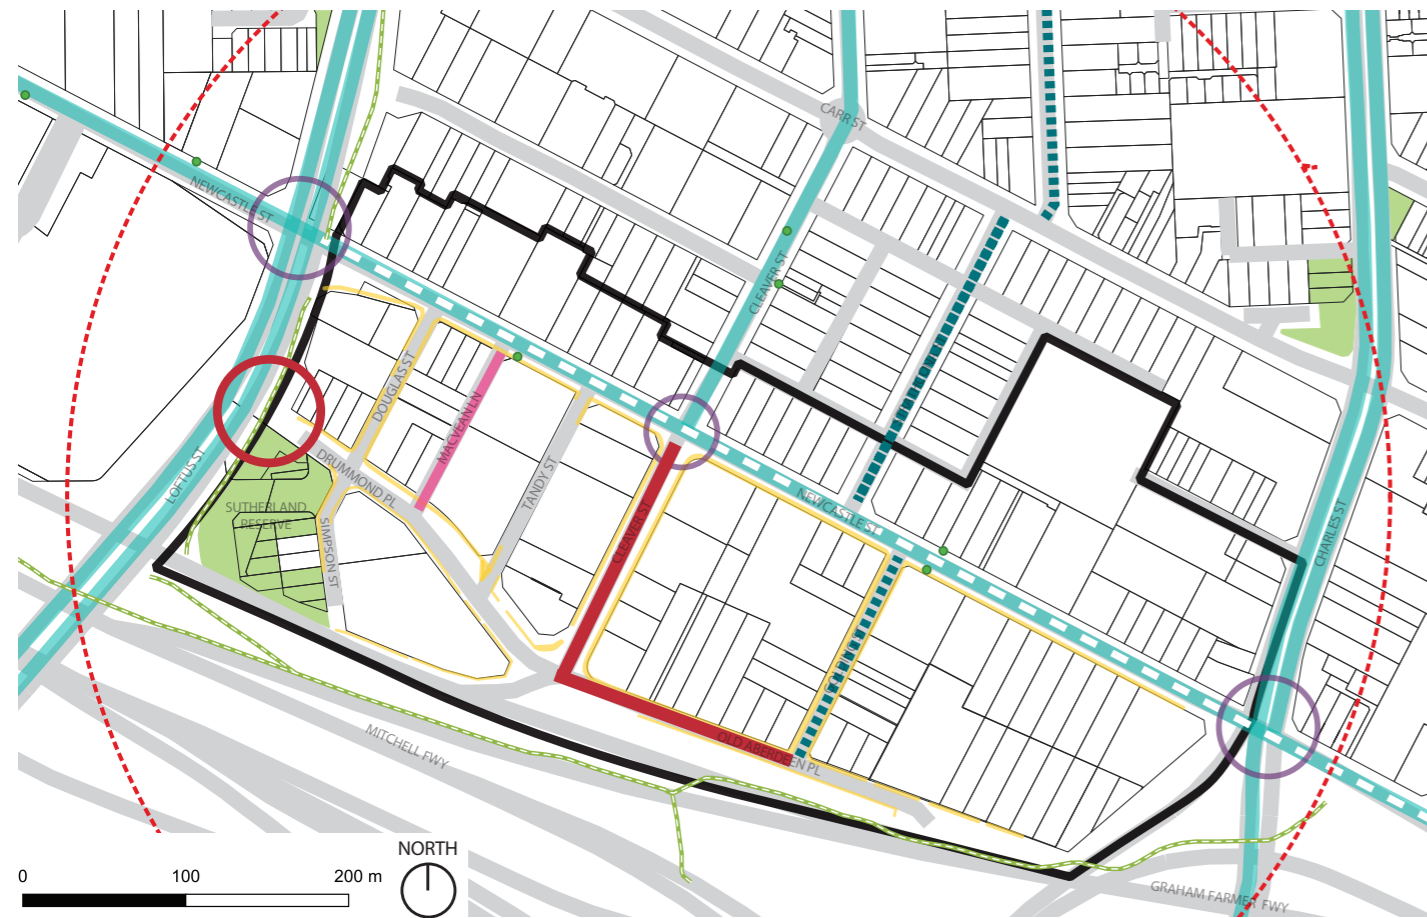 CARR ST
NEWCASTLE ST
CLEAVER ST
DOUGLAS ST
MACVEAN LN
TANDY ST
DRUMMOND PL
LOFTUS ST
SUTHERLAND
RESERVE
SIMPSON ST
CLEAVER ST
NEWCASTLE ST
CHARLES ST
OLD ABERDEEN PL
MITCHELL FWY
GRAHAM FARMER FWY
NORTH
0
100
200 m